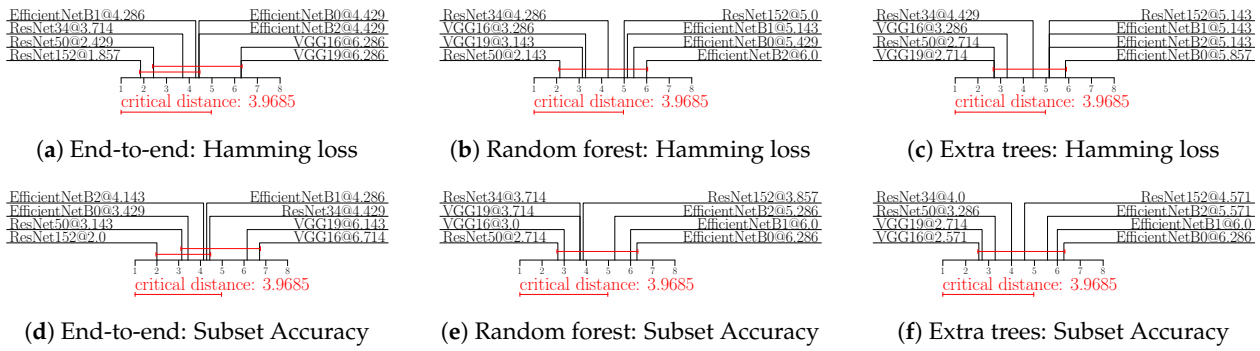 EfficientNetB1@4.286 EfficientNetB0@4.429
ResNet34@3.714 EfficientNetB2@4.429
ResNet50@2.429 VGG16@6.286
ResNet152@1.857 VGG19@6.286
1 2 3 4 5 6 7 8
critical distance: 3.9685
(a) End-to-end: Hamming loss
ResNet34@4.286 ResNet152@5.0
VGG16@3.286 EfficientNetB1@5.143
VGG19@3.143 EfficientNetB0@5.429
ResNet50@2.143 EfficientNetB2@6.0
1 2 3 4 5 6 7 8
critical distance: 3.9685
(b) Random forest: Hamming loss
ResNet34@4.429 ResNet152@5.143
VGG16@3.286 EfficientNetB1@5.143
ResNet50@2.714 EfficientNetB2@5.143
VGG19@2.714 EfficientNetB0@5.857
1 2 3 4 5 6 7 8
critical distance: 3.9685
(c) Extra trees: Hamming loss
EfficientNetB2@4.143 EfficientNetB1@4.286
EfficientNetB0@3.429 ResNet34@4.429
ResNet50@3.143 VGG19@6.143
ResNet152@2.0 VGG16@6.714
1 2 3 4 5 6 7 8
critical distance: 3.9685
(d) End-to-end: Subset Accuracy
ResNet34@3.714 ResNet152@3.857
VGG19@3.714 EfficientNetB2@5.286
VGG16@3.0 EfficientNetB1@6.0
ResNet50@2.714 EfficientNetB0@6.286
1 2 3 4 5 6 7 8
critical distance: 3.9685
(e) Random forest: Subset Accuracy
ResNet34@4.0 ResNet152@4.571
ResNet50@3.286 EfficientNetB2@5.571
VGG19@2.714 EfficientNetB1@6.0
VGG16@2.571 EfficientNetB0@6.286
1 2 3 4 5 6 7 8
critical distance: 3.9685
(f) Extra trees: Subset Accuracy